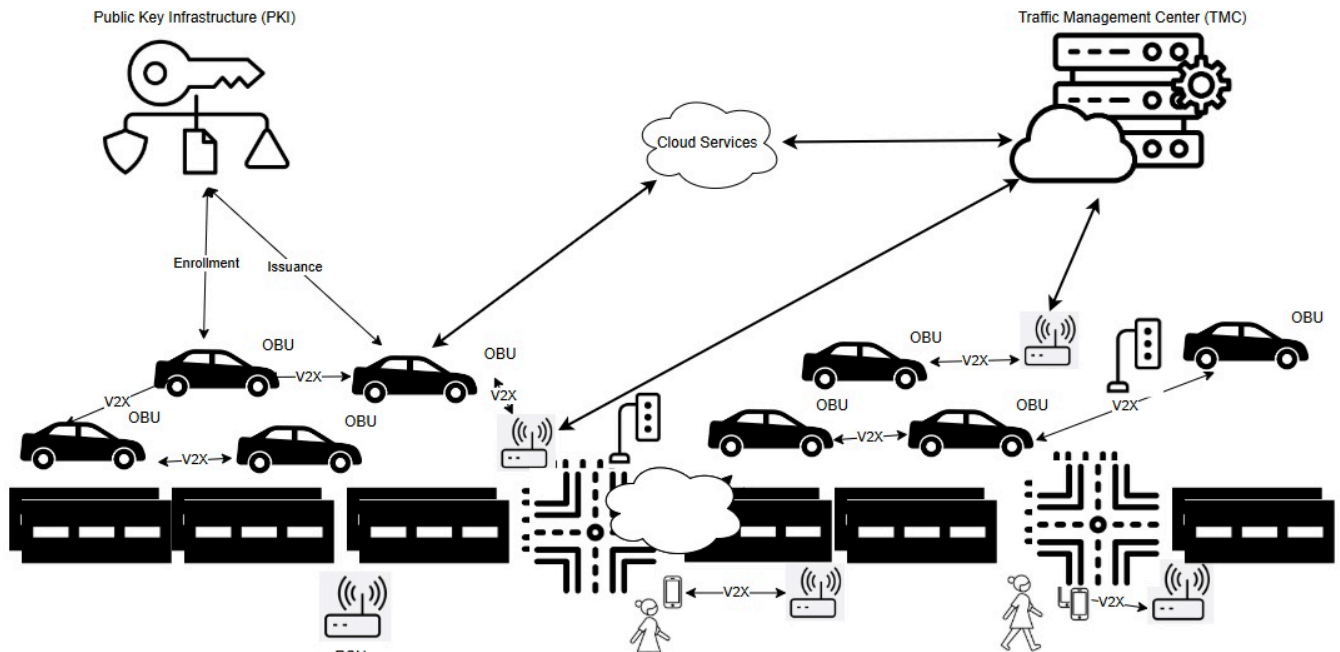 Public Key Infrastructure (PKI)
Traffic Management Center (TMC)
Cloud Services
Enrollment
Issuance
OBU
OBU
OBU
OBU
V2X
V2X
V2X
V2X
OBU
OBU
OBU
OBU
V2X
V2X
V2X
V2X
V2X
V2X